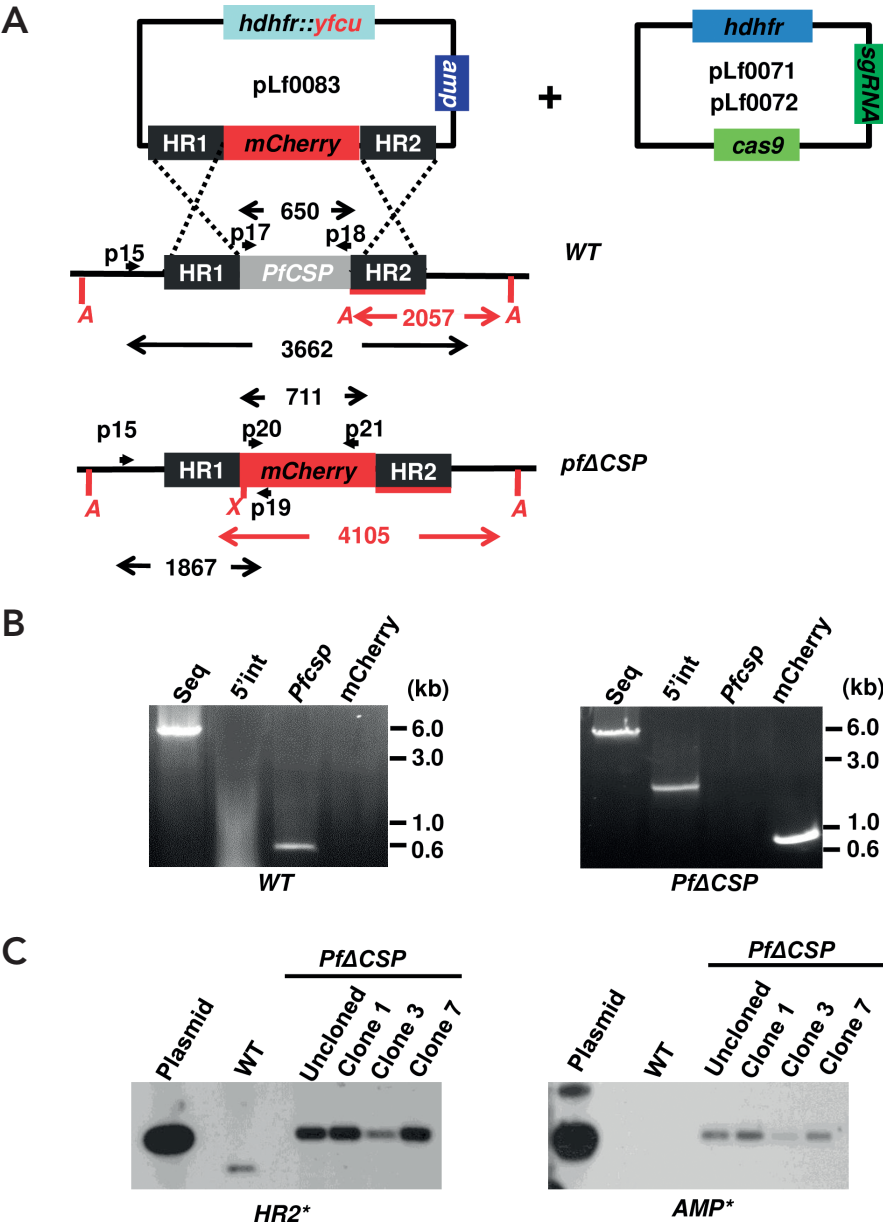 A
hdhfr::yfcu
hdhfr
amp
sgRNA
pLf0083
+
pLf0071
pLf0072
HR1 mCherry HR2
cas9
650
p17 p18
p15
WT
HR1 PfCSP HR2
A A 2057 A
3662
711
p15 p20 p21
pfΔCSP
HR1 mCherry HR2
A X p19 A
4105
1867
B
Seq 5'int Pfcsp mCherry (kb)
6.0
3.0
1.0
0.6
WT
Seq 5'int Pfcsp mCherry (kb)
6.0
3.0
1.0
0.6
PfΔCSP
C
PfΔCSP
Plasmid WT Uncloned Clone 1 Clone 3 Clone 7
HR2*
PfΔCSP
Plasmid WT Uncloned Clone 1 Clone 3 Clone 7
AMP*